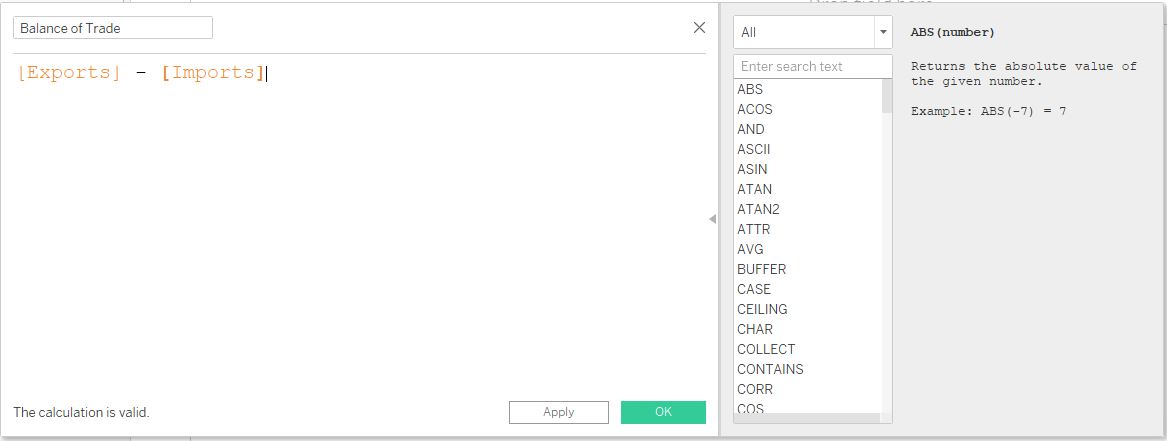 Balance of Trade
[Exports] - [Imports]
The calculation is valid.
Apply
OK
All
Enter search text
ABS
ACOS
AND
ASCII
ASIN
ATAN
ATAN2
ATTR
AVG
BUFFER
CASE
CEILING
CHAR
COLLECT
CONTAINS
CORR
COS
ABS(number)
Returns the absolute value of
the given number.
Example: ABS(-7) = 7